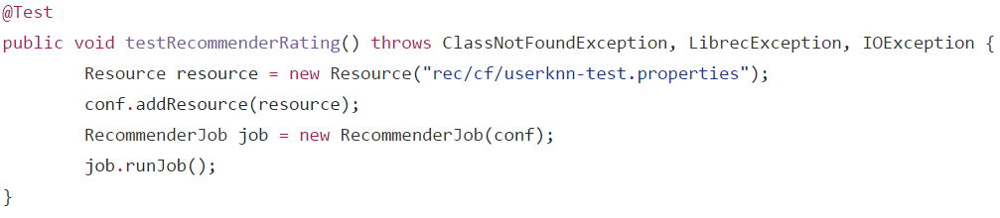 @Test
public void testRecommenderRating() throws ClassNotFoundException, LibrecException, IOException {
        Resource resource = new Resource("rec/cf/userknn-test.properties");
        conf.addResource(resource);
        RecommenderJob job = new RecommenderJob(conf);
        job.runJob();
}